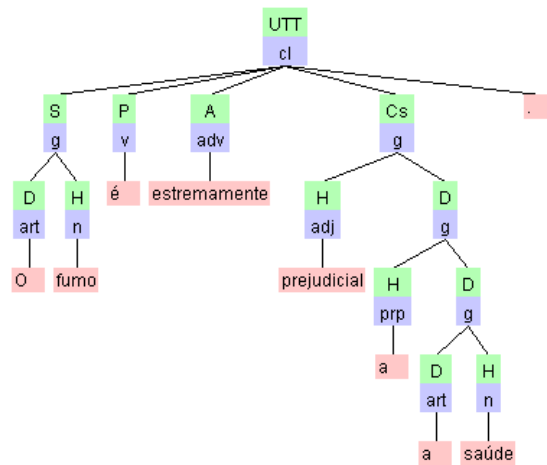 UTT
cl
S P A Cs .
g v adv g
D H é estremamente H D
art n adj g
O fumo prejudicial H D
prp g
a D H
art n
a saúde